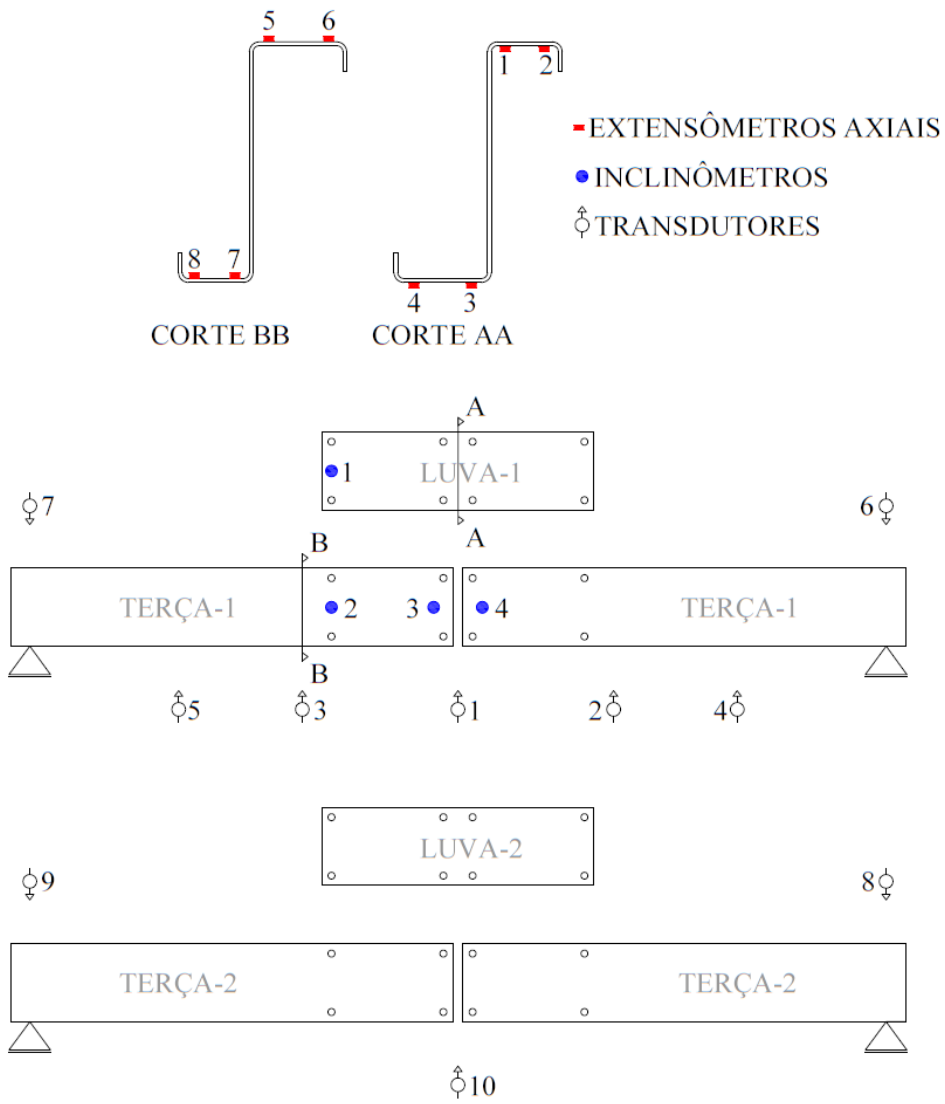 5 6
1 2
EXTENSÔMETROS AXIAIS
INCLINÔMETROS
TRANSDUTORES
8 7
4 3
CORTE BB CORTE AA
A
1 LUVA-1
7 6
A
B
TERÇA-1 2 3 4 TERÇA-1
B
5 3 1 2 4
LUVA-2
9 8
TERÇA-2 TERÇA-2
10